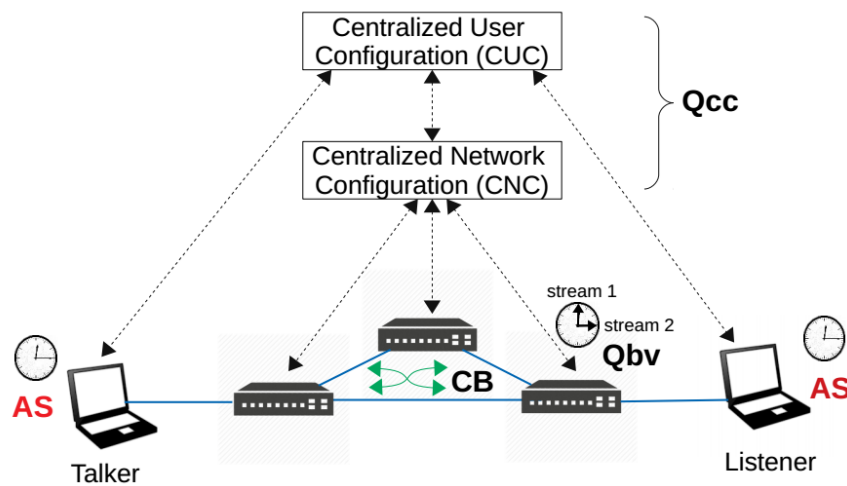 Centralized User
Configuration (CUC)
Qcc
Centralized Network
Configuration (CNC)
stream 1
stream 2
Qbv
CB
AS
AS
Talker
Listener